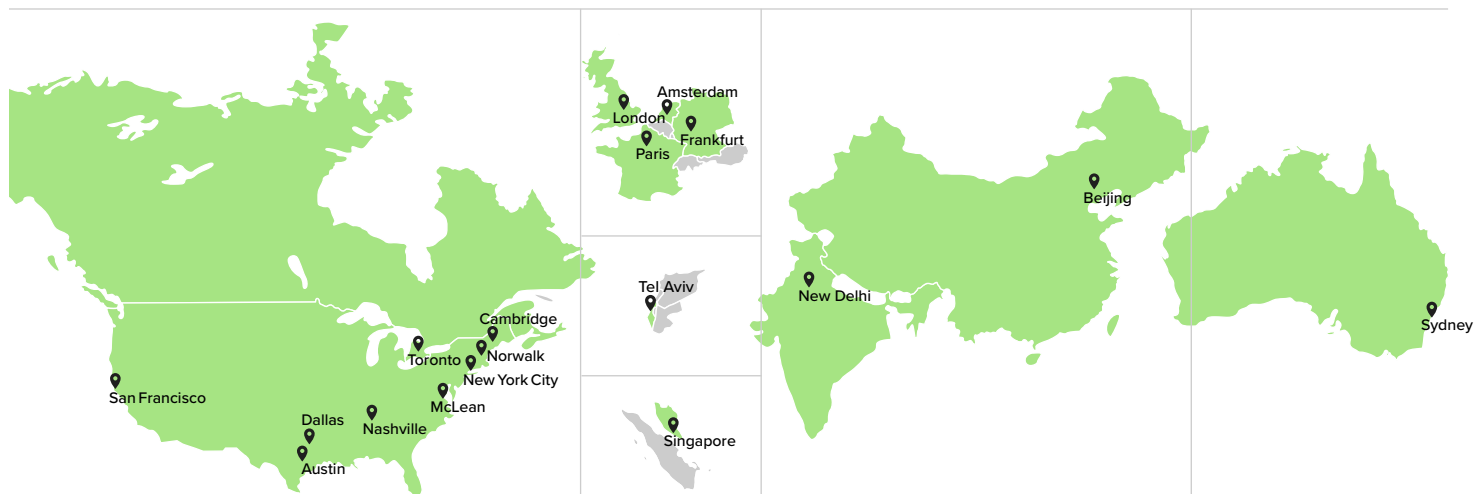 Cambridge
Toronto
Norwalk
New York City
San Francisco
McLean
Dallas
Nashville
Austin
Amsterdam
London
Frankfurt
Paris
Tel Aviv
Singapore
Beijing
New Delhi
Sydney